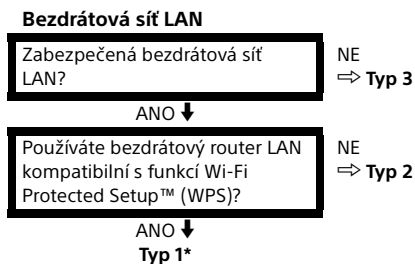 Bezdrátová síť LAN
Zabezpečená bezdrátová síť
LAN?
NE
⇨ Typ 3
ANO ⬇
Používáte bezdrátový router LAN
kompatibilní s funkcí Wi-Fi
Protected Setup™ (WPS)?
NE
⇨ Typ 2
ANO ⬇
Typ 1*